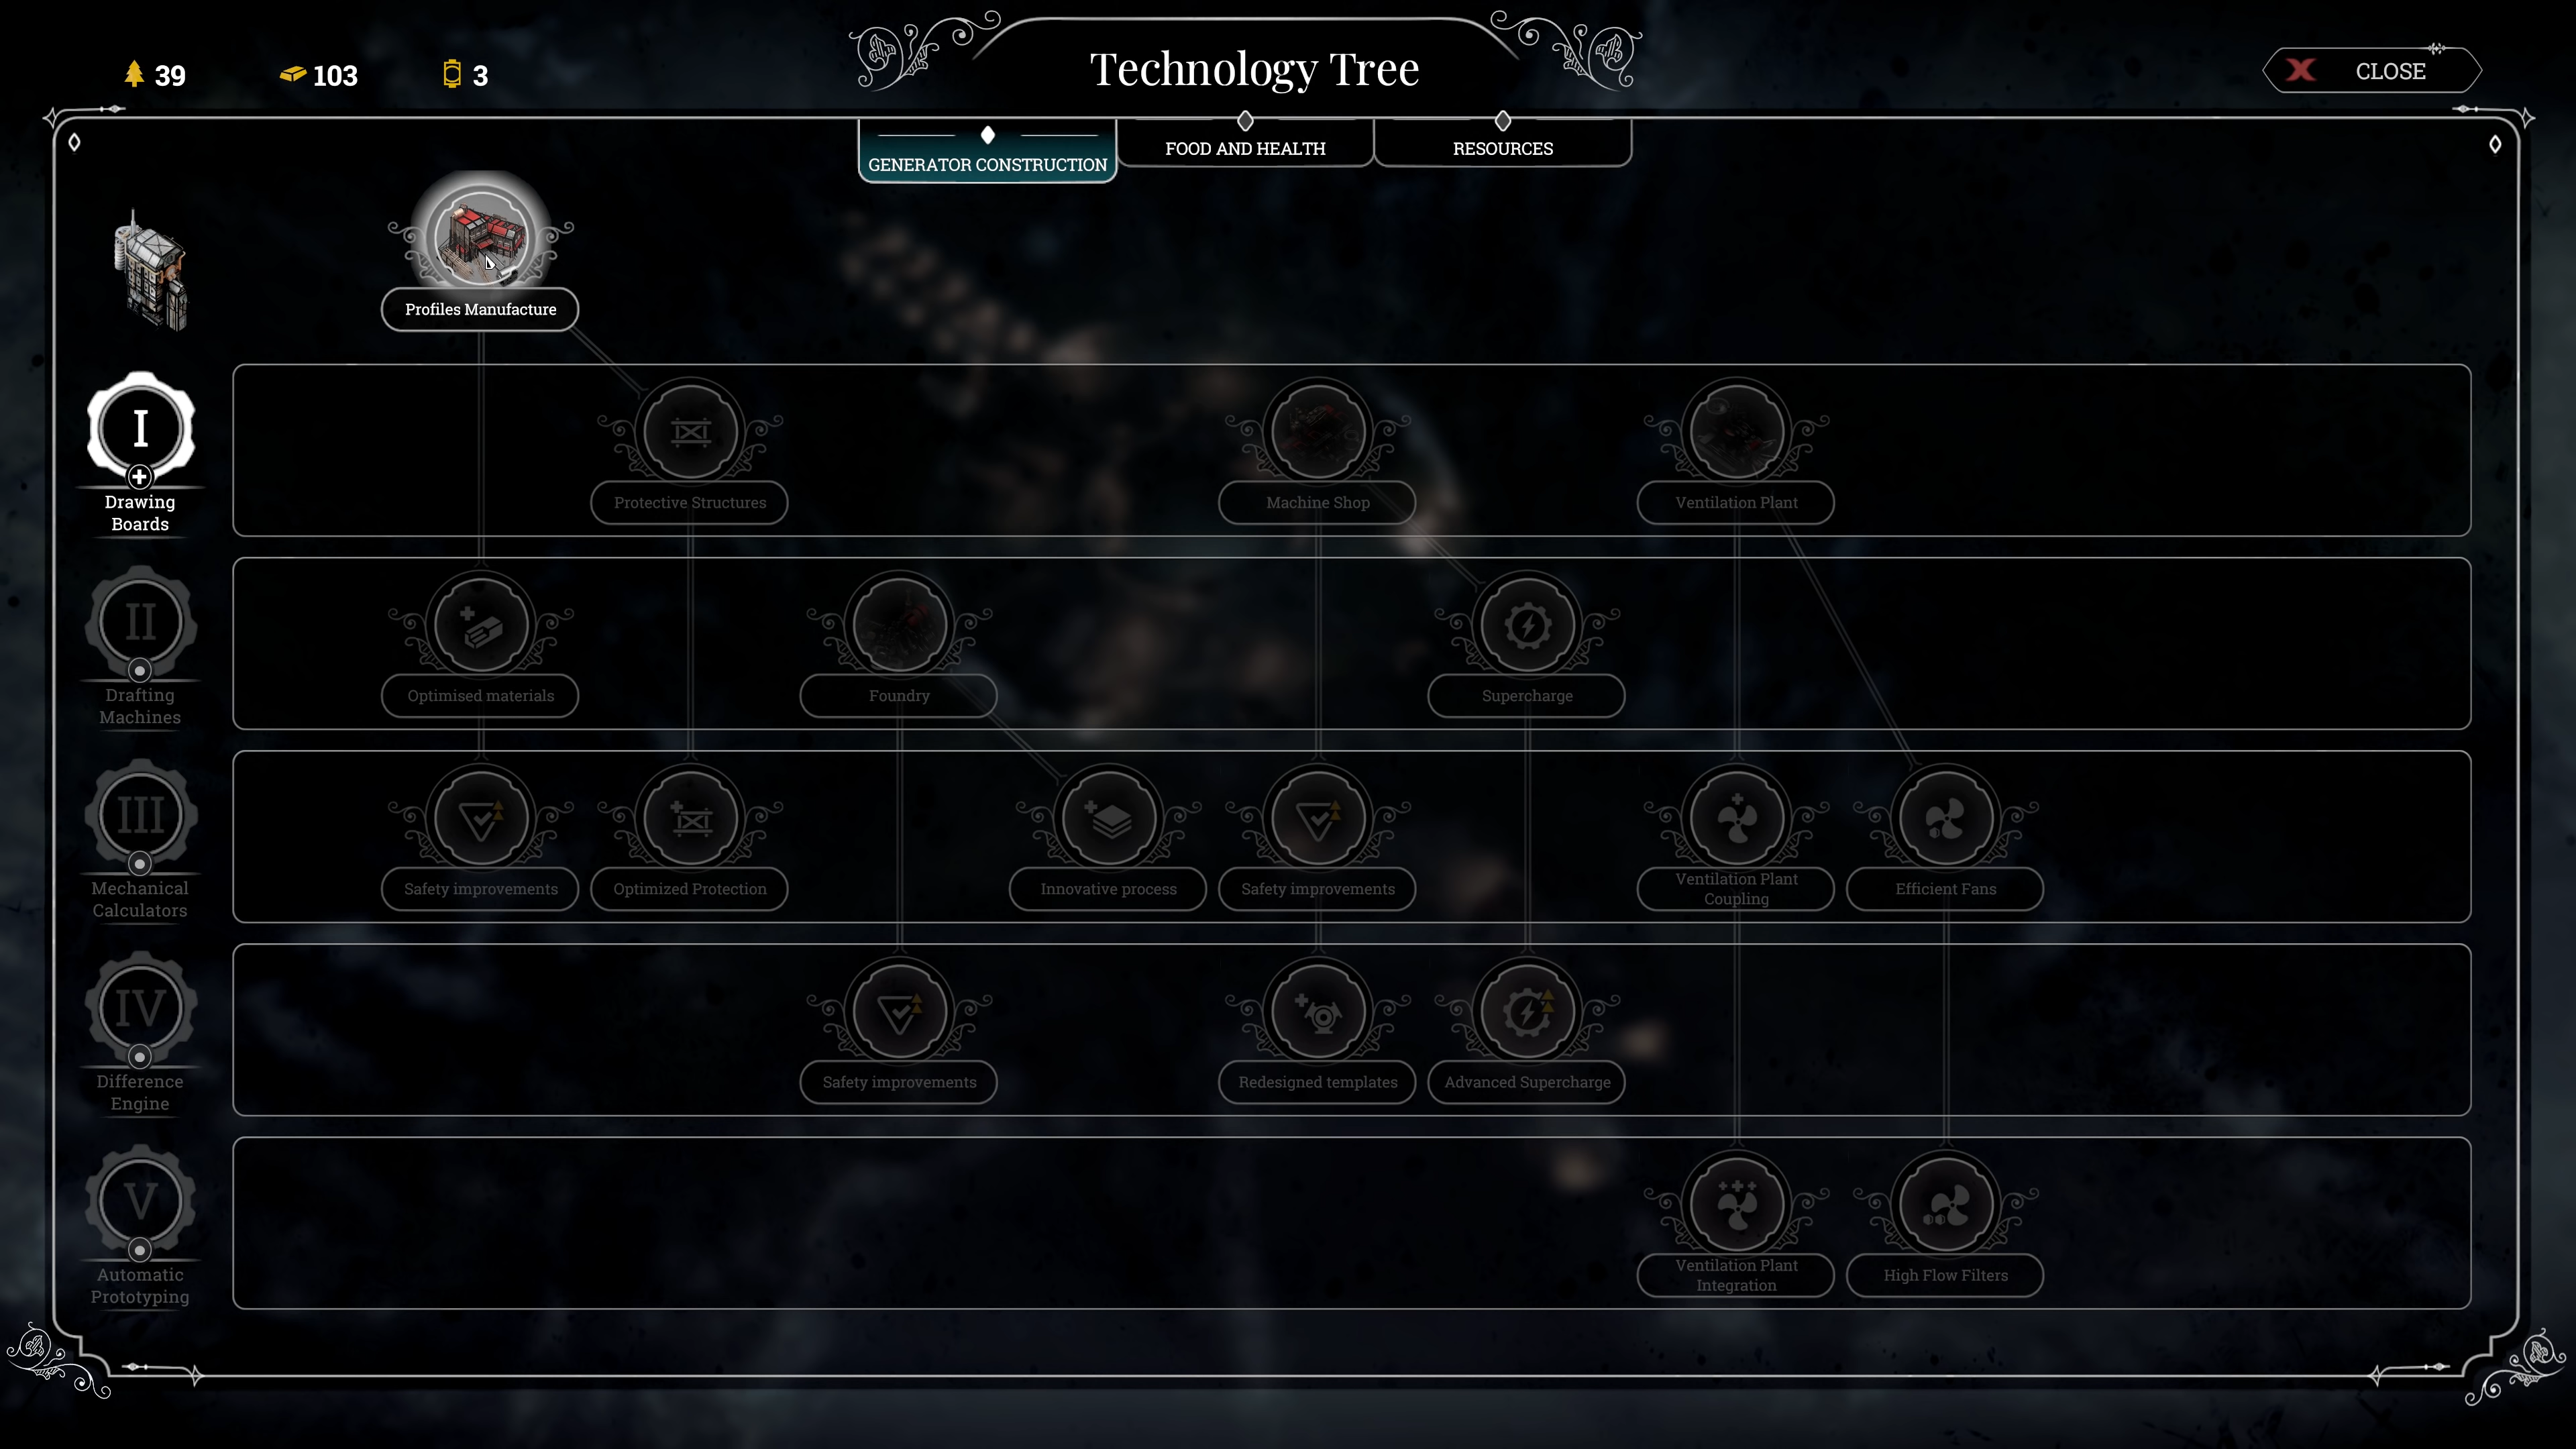 39 103 3
Technology Tree
CLOSE
GENERATOR CONSTRUCTION
FOOD AND HEALTH
RESOURCES
Profiles Manufacture
I
Drawing
Boards
Protective Structures
Machine Shop
Ventilation Plant
II
Drafting
Machines
Optimised materials
Foundry
Supercharge
III
Mechanical
Calculators
Safety improvements
Optimized Protection
Innovative process
Safety improvements
Ventilation Plant
Coupling
Efficient Fans
IV
Difference
Engine
Safety improvements
Redesigned templates
Advanced Supercharge
V
Automatic
Prototyping
Ventilation Plant
Integration
High Flow Filters